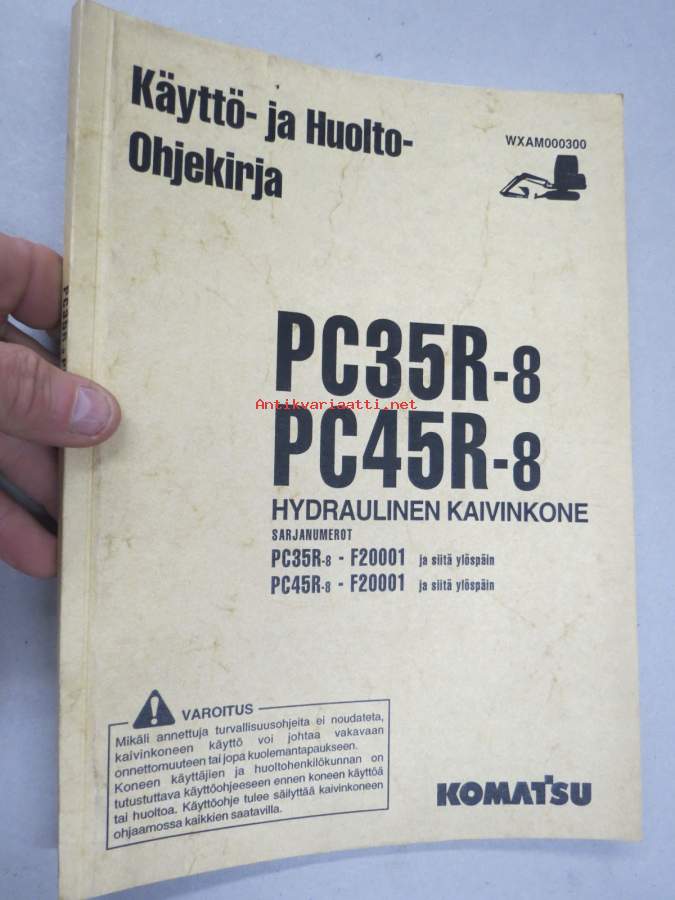 Käyttö- ja Huolto-
Ohjekirja
WXAM000300
PC35R-8
Antikvariaatti.net
PC45R-8
HYDRAULINEN KAIVINKONE
SARJANUMEROT
PC35R-8 - F20001 ja siitä ylöspäin
PC45R-8 - F20001 ja siitä ylöspäin
VAROITUS
Mikäli annettuja turvallisuusohjeita ei noudateta,
kaivinkoneen käyttö voi johtaa vakavaan
onnettomuuteen tai jopa kuolemantapaukseen.
Koneen käyttäjien ja huoltohenkilökunnan on
tutustuttava käyttöohjeeseen ennen koneen käyttöä
tai huoltoa. Käyttöohje tulee säilyttää kaivinkoneen
ohjaamossa kaikkien saatavilla.
KOMATSU